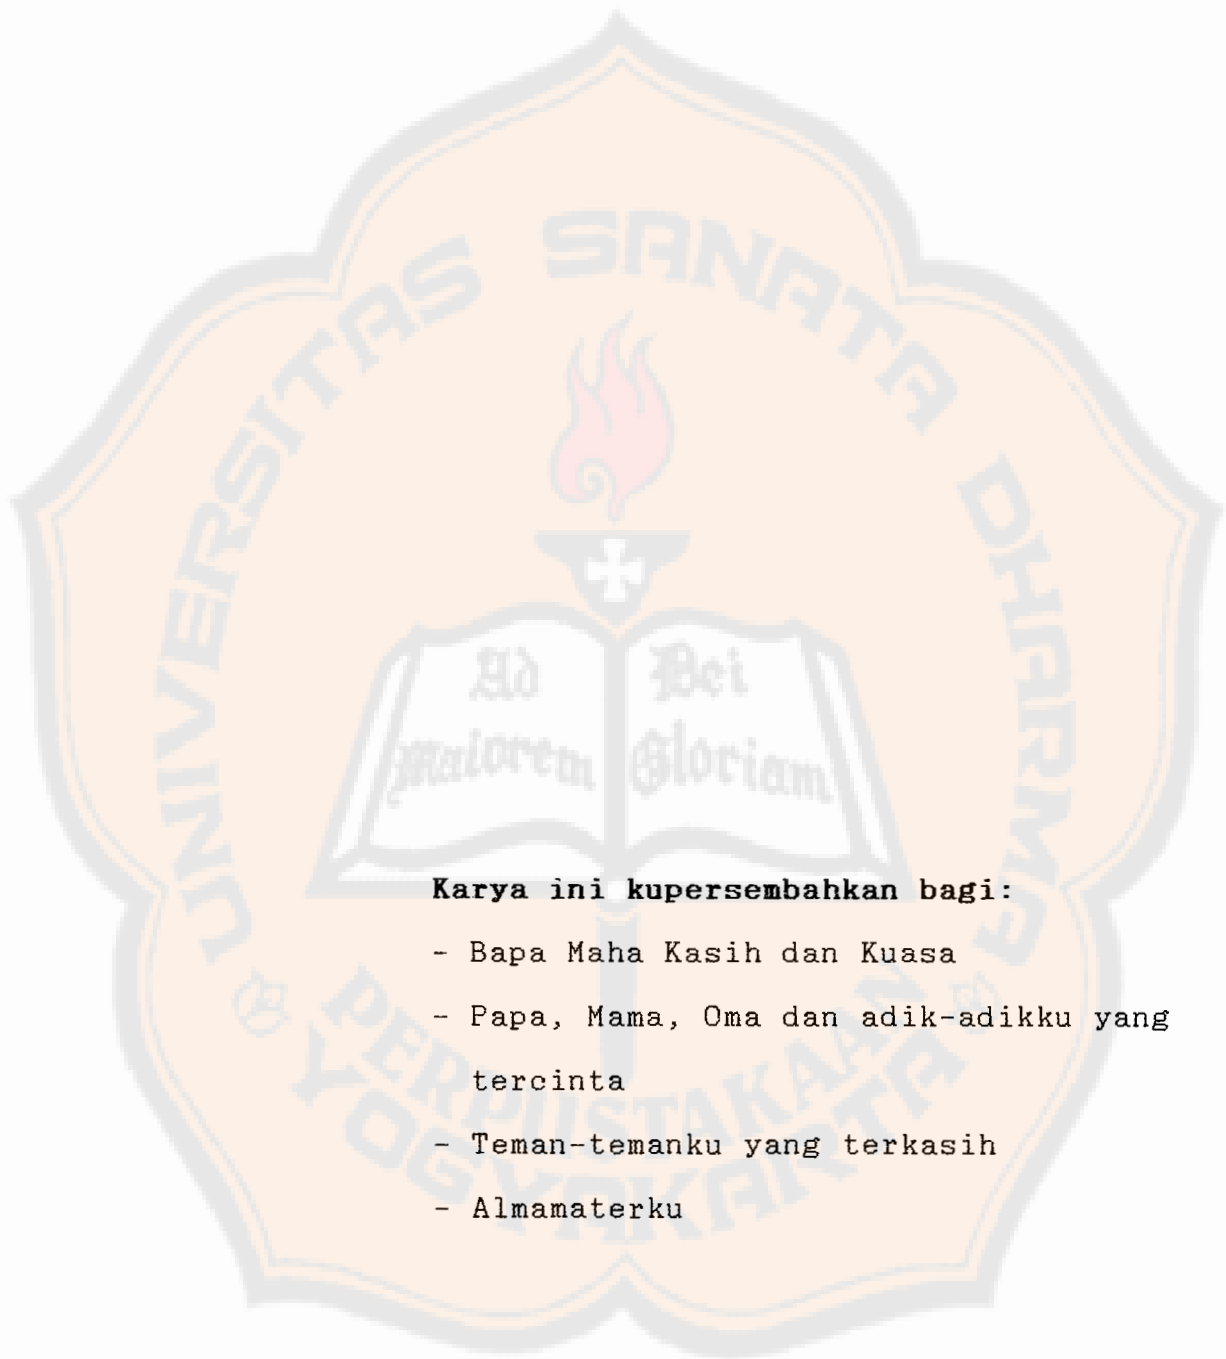 UNIVERSITAS SANATA DHARMA
Ad Dei
maiorem Gloriam
Karya ini kupersembahkan bagi:
- Bapa Maha Kasih dan Kuasa
- Papa, Mama, Oma dan adik-adikku yang
tercinta
- Teman-temanku yang terkasih
- Almamaterku
PERPUSTAKAAN
YOGYAKARTA